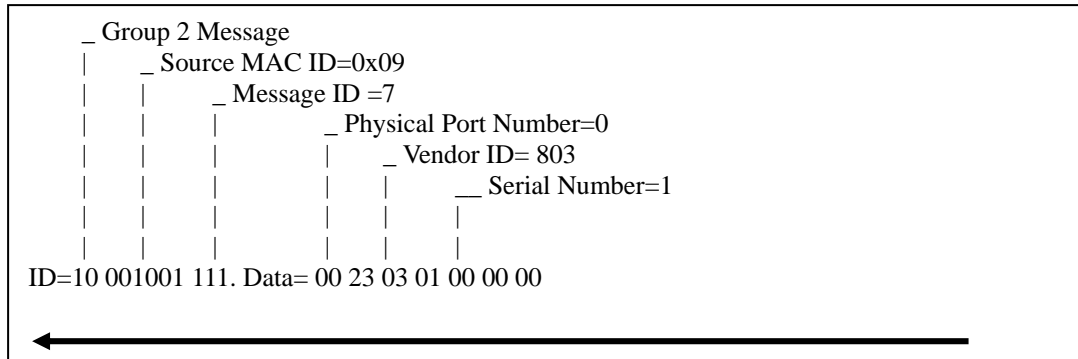 _ Group 2 Message
| _ Source MAC ID=0x09
| | _ Message ID =7
| | | _ Physical Port Number=0
| | | | _ Vendor ID= 803
| | | | | __ Serial Number=1
| | | | | |
| | | | | |
ID=10 001001 111. Data= 00 23 03 01 00 00 00